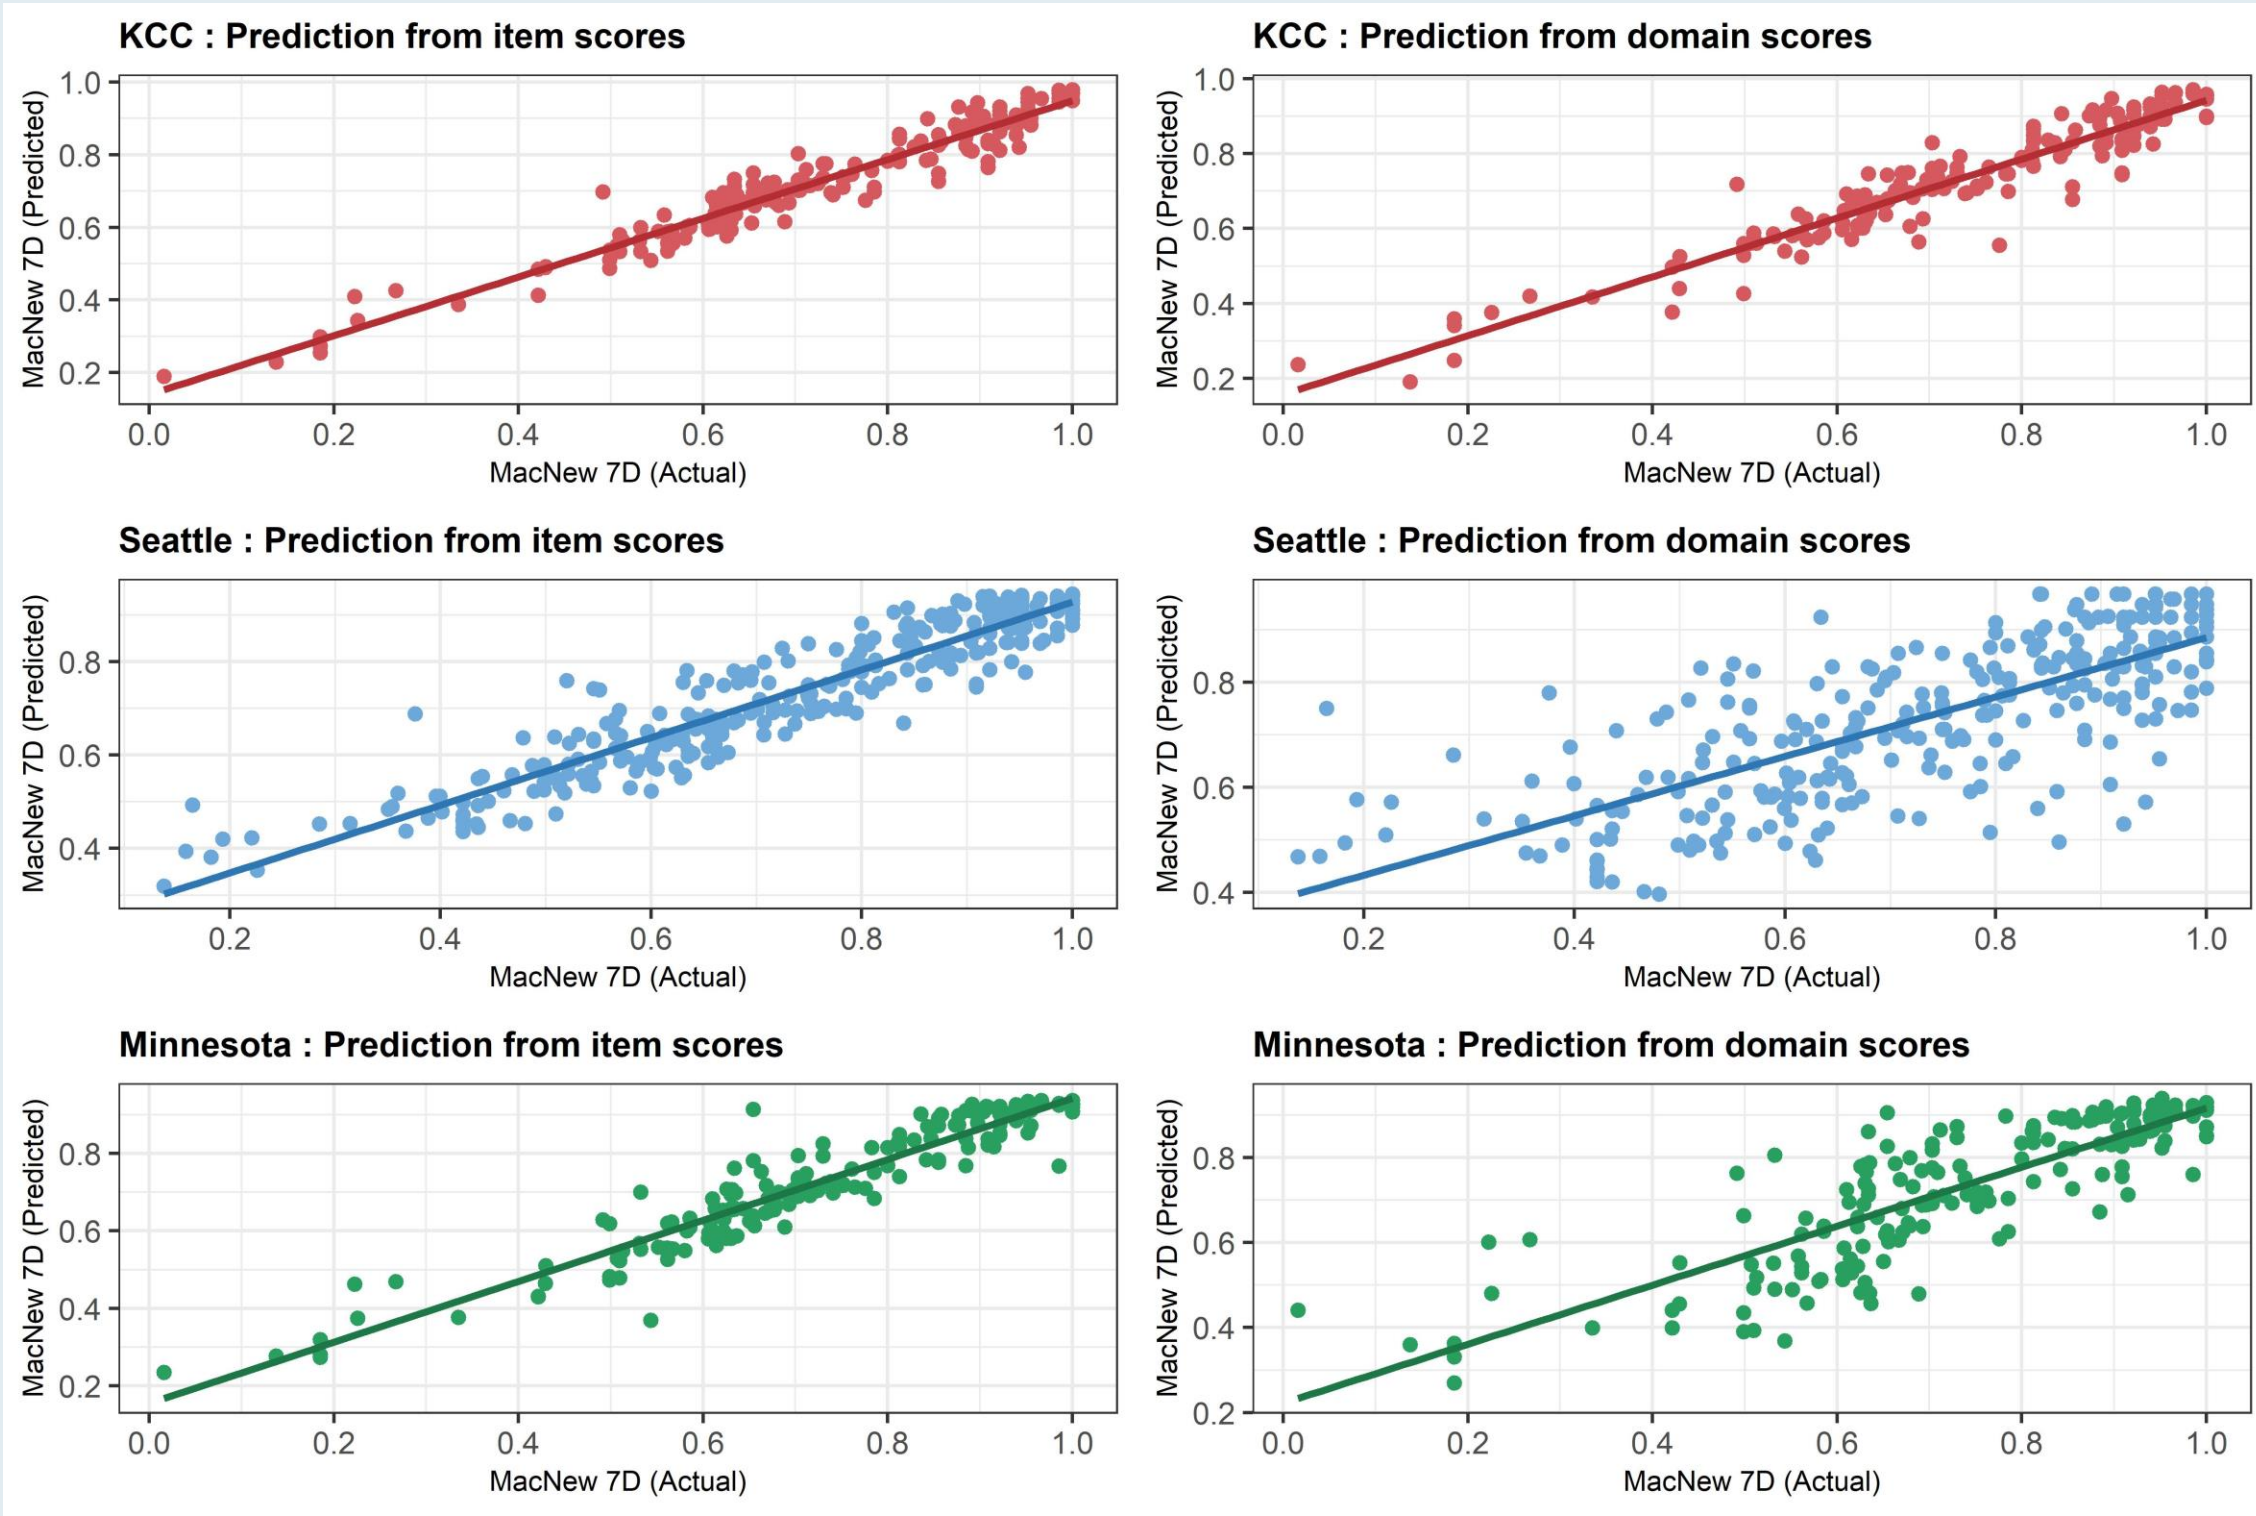 KCC : Prediction from item scores
MacNew 7D (Predicted)
1.0
0.8
0.6
0.4
0.2
0.0 0.2 0.4 0.6 0.8 1.0
MacNew 7D (Actual)
KCC : Prediction from domain scores
MacNew 7D (Predicted)
1.0
0.8
0.6
0.4
0.2
0.0 0.2 0.4 0.6 0.8 1.0
MacNew 7D (Actual)
Seattle : Prediction from item scores
MacNew 7D (Predicted)
0.8
0.6
0.4
0.2 0.4 0.6 0.8 1.0
MacNew 7D (Actual)
Seattle : Prediction from domain scores
MacNew 7D (Predicted)
0.8
0.6
0.4
0.2 0.4 0.6 0.8 1.0
MacNew 7D (Actual)
Minnesota : Prediction from item scores
MacNew 7D (Predicted)
0.8
0.6
0.4
0.2
0.0 0.2 0.4 0.6 0.8 1.0
MacNew 7D (Actual)
Minnesota : Prediction from domain scores
MacNew 7D (Predicted)
0.8
0.6
0.4
0.2
0.0 0.2 0.4 0.6 0.8 1.0
MacNew 7D (Actual)